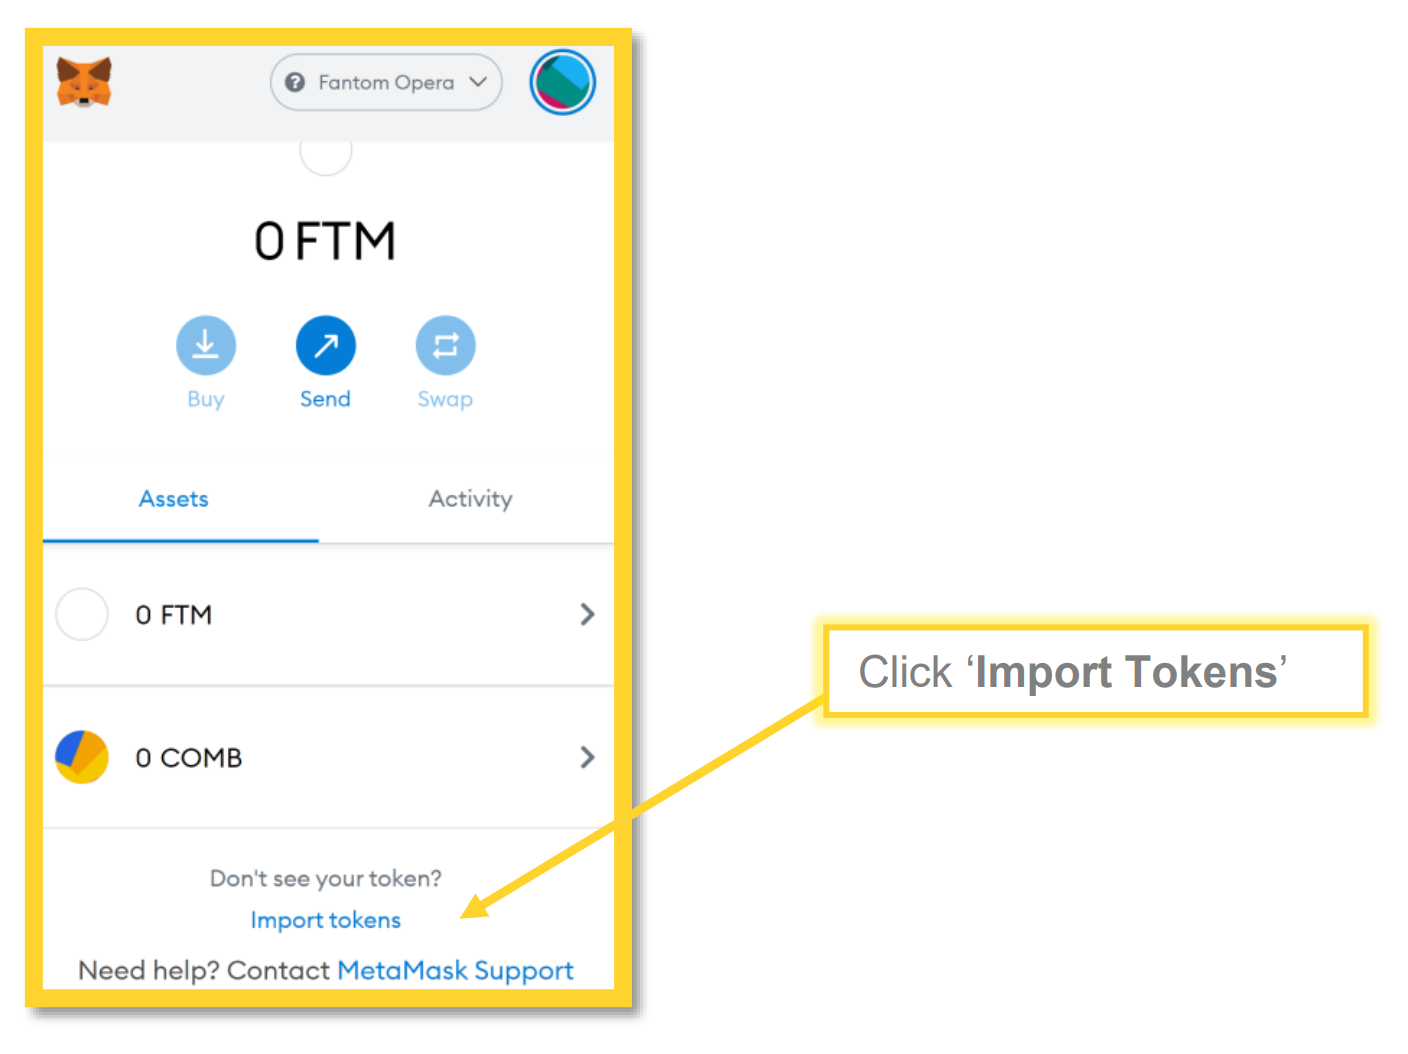 Fantom Opera
0 FTM
Buy Send Swap
Assets Activity
0 FTM
0 COMB
Don't see your token?
Import tokens
Need help? Contact MetaMask Support
Click ‘Import Tokens’